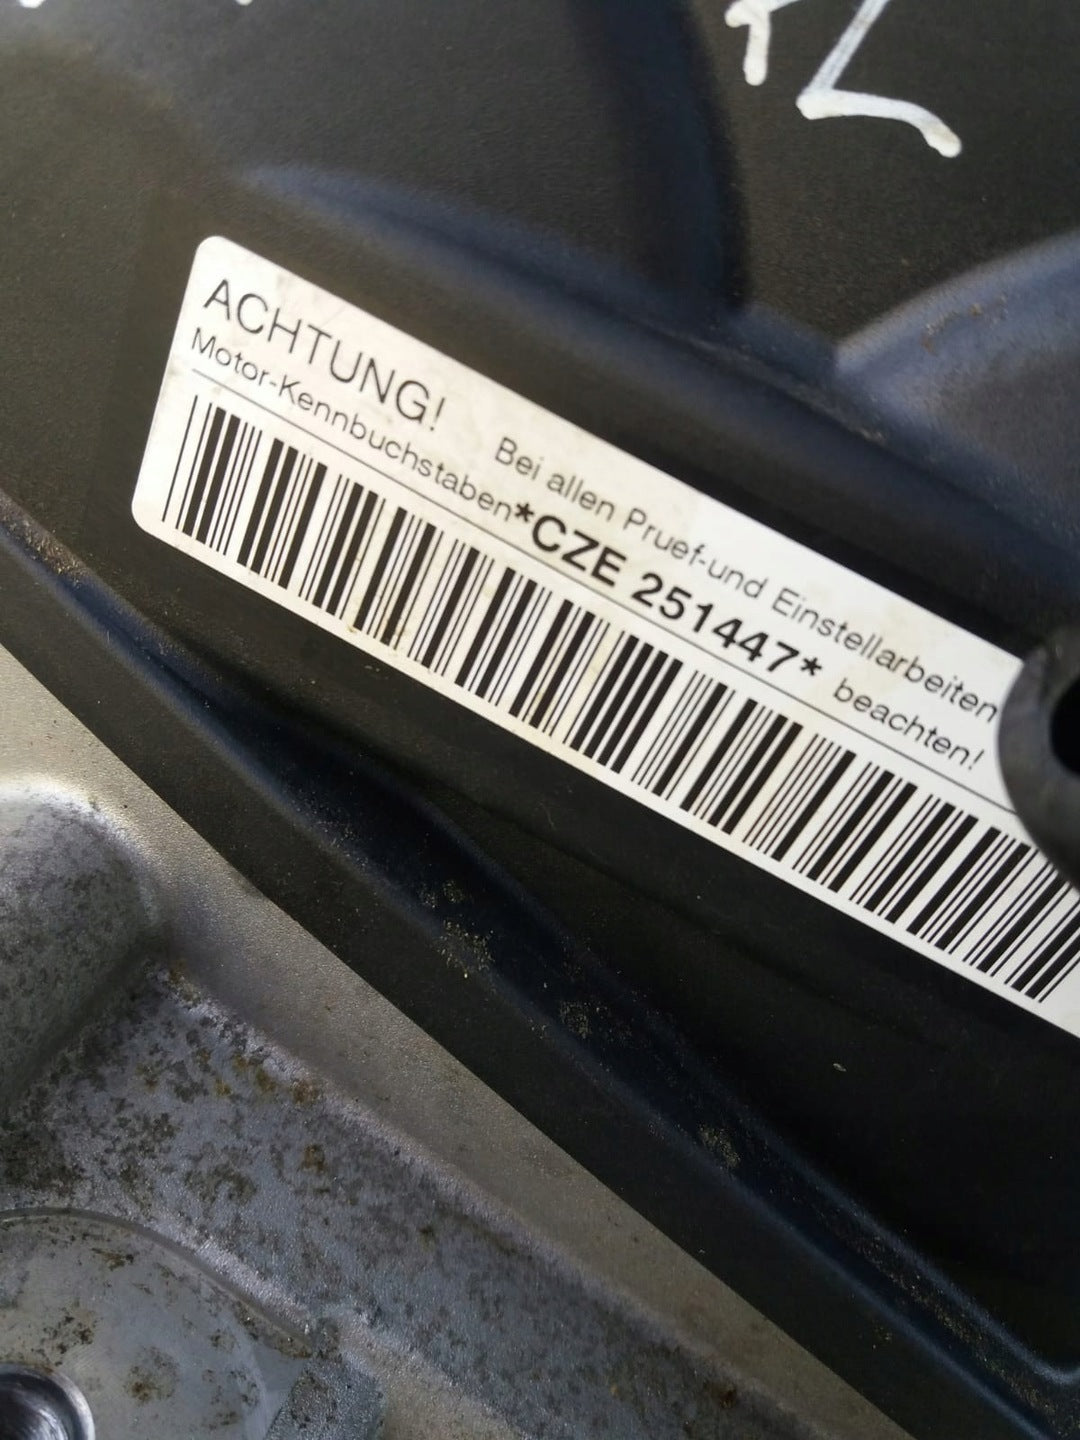 ACHTUNG! Bei allen Pruef-und Einstellarbeiten
Motor-Kennbuchstaben *CZE 251447* beachten!